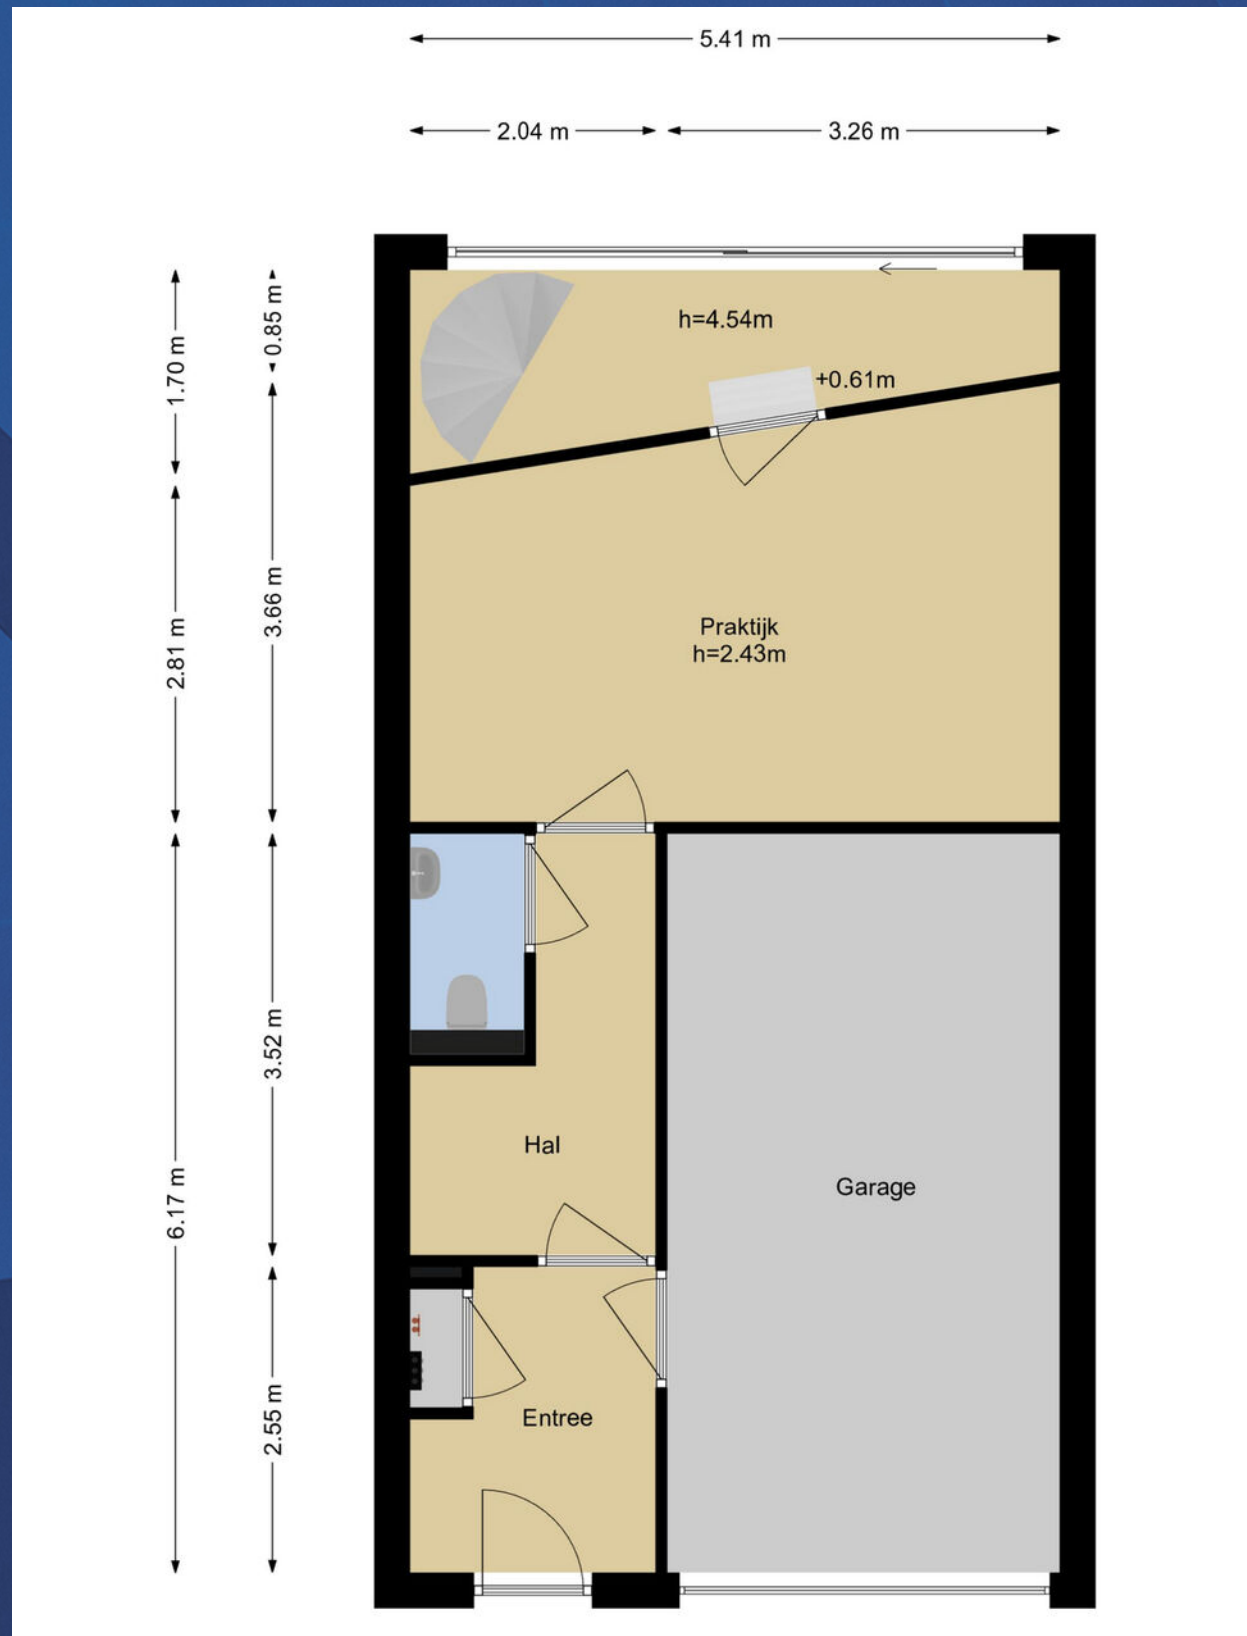 5.41 m
2.04 m
3.26 m
1.70 m
0.85 m
h=4.54m
+0.61m
2.81 m
3.66 m
Praktijk
h=2.43m
6.17 m
3.52 m
Hal
Garage
2.55 m
Entree